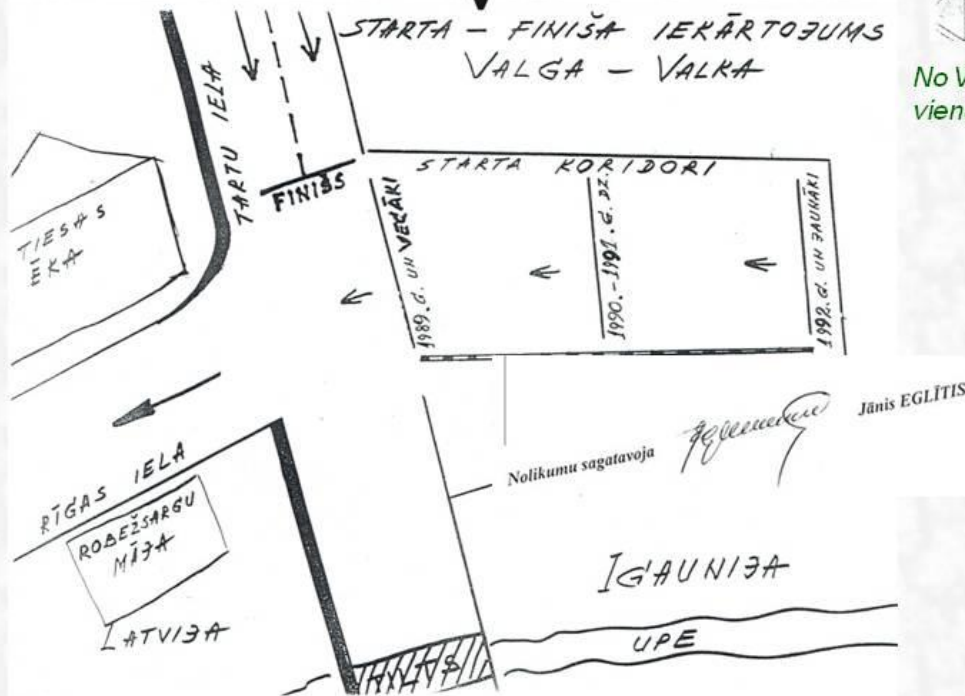 STARTA – FINIŠA IEKĀRTOJUMS
VALGA – VALKA
No V
vien
TARTU IELA
FINIŠS
STARTA KORIDORI
1989.G. UN VECĀKI
1990.-1991.G. DZ.
1992.G. UN JAUNĀKI
TIESAS
ĒKA
RĪGAS IELA
ROBEŽSARGU
MĀJA
LATVIJA
Nolikumu sagatavoja
Jānis EGLĪTIS
IGAUNIJA
UPE
TILTS